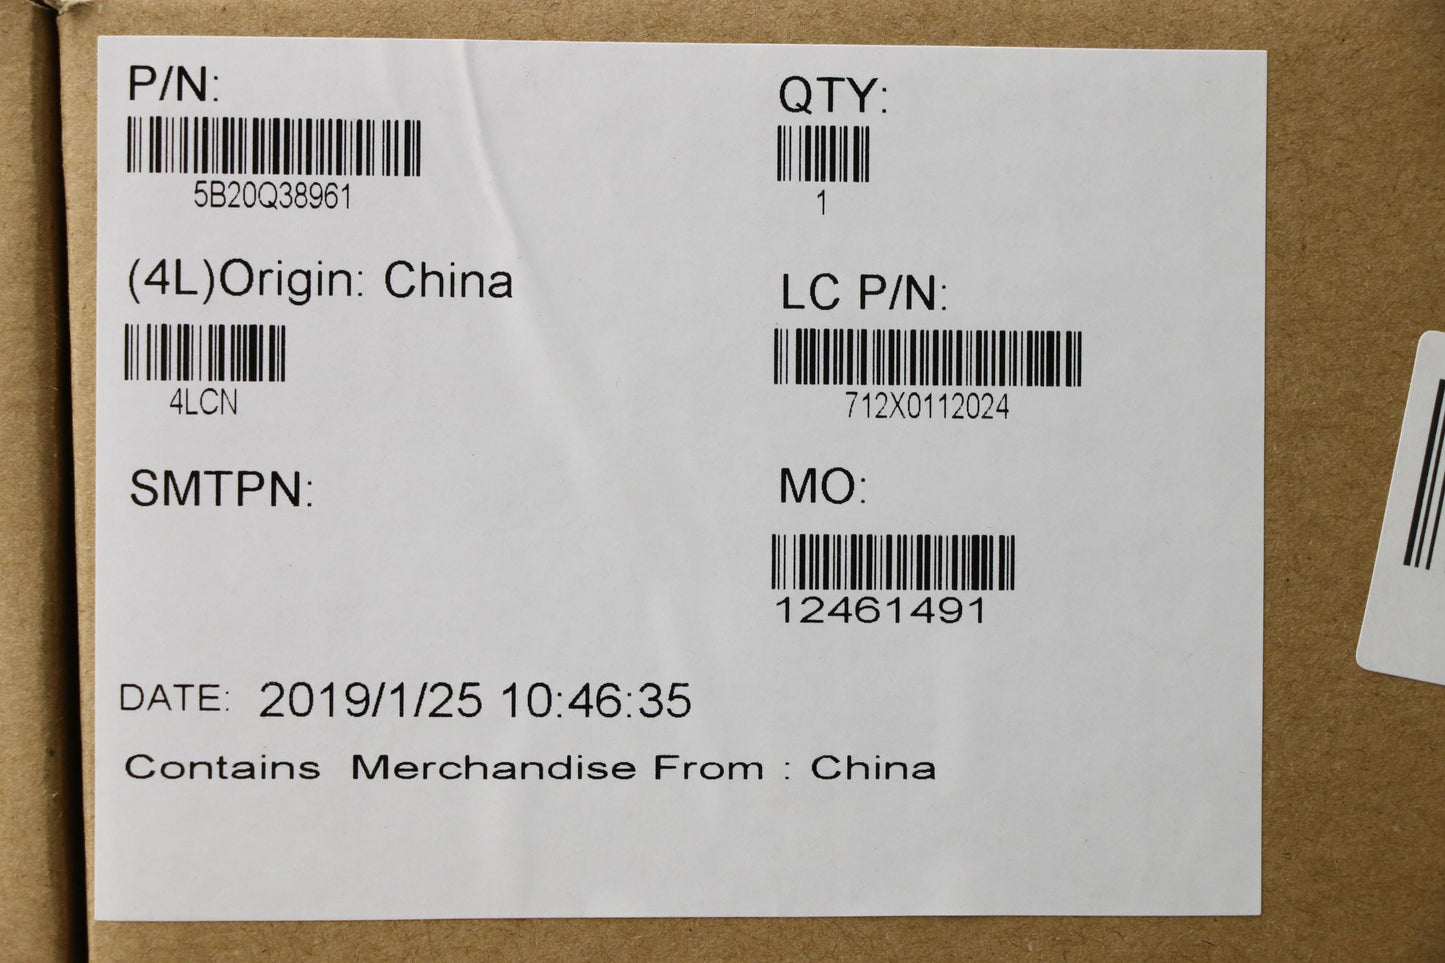 P/N:
5B20Q38961
QTY:
1
(4L)Origin: China
4LCN
LC P/N:
712X0112024
SMTPN:
MO:
12461491
DATE: 2019/1/25 10:46:35
Contains Merchandise From : China